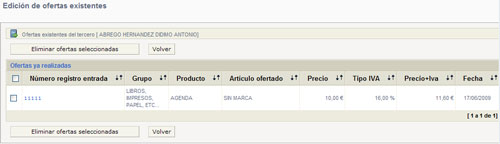 Edición de ofertas existentes
Ofertas existentes del tercero [ ABREGO HERNANDEZ DIDIMO ANTONIO]
Eliminar ofertas seleccionadas Volver
Ofertas ya realizadas
Número registro entrada Grupo Producto Artículo ofertado Precio Tipo IVA Precio+Iva Fecha
11111 LIBROS, IMPRESOS, PAPEL, ETC... AGENDA SIN MARCA 10,00 € 16,00 % 11,60 € 17/06/2009
[ 1 a 1 de 1]
Eliminar ofertas seleccionadas Volver